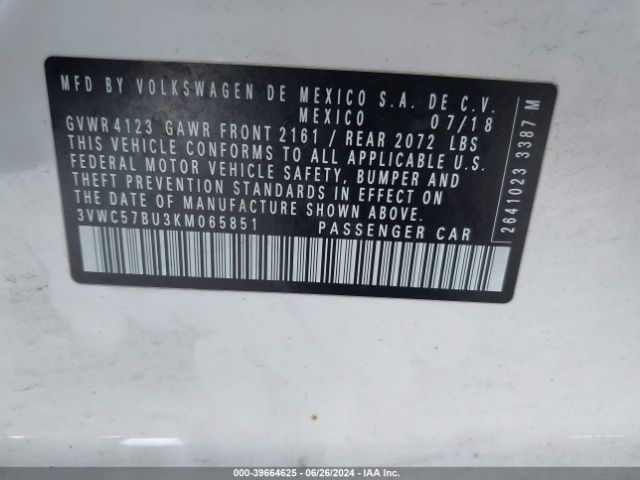 MFD BY VOLKSWAGEN DE MEXICO S.A. DE C.V.
MEXICO 07/18
GVWR 4123 GAWR FRONT 2161 / REAR 2072 LBS
THIS VEHICLE CONFORMS TO ALL APPLICABLE U.S.
FEDERAL MOTOR VEHICLE SAFETY, BUMPER AND
THEFT PREVENTION STANDARDS IN EFFECT ON
THE DATE OF MANUFACTURE SHOWN ABOVE.
3VWC57BU3KM065851 PASSENGER CAR
2641023 3387 M
000-39664625 - 06/26/2024 - IAA Inc.